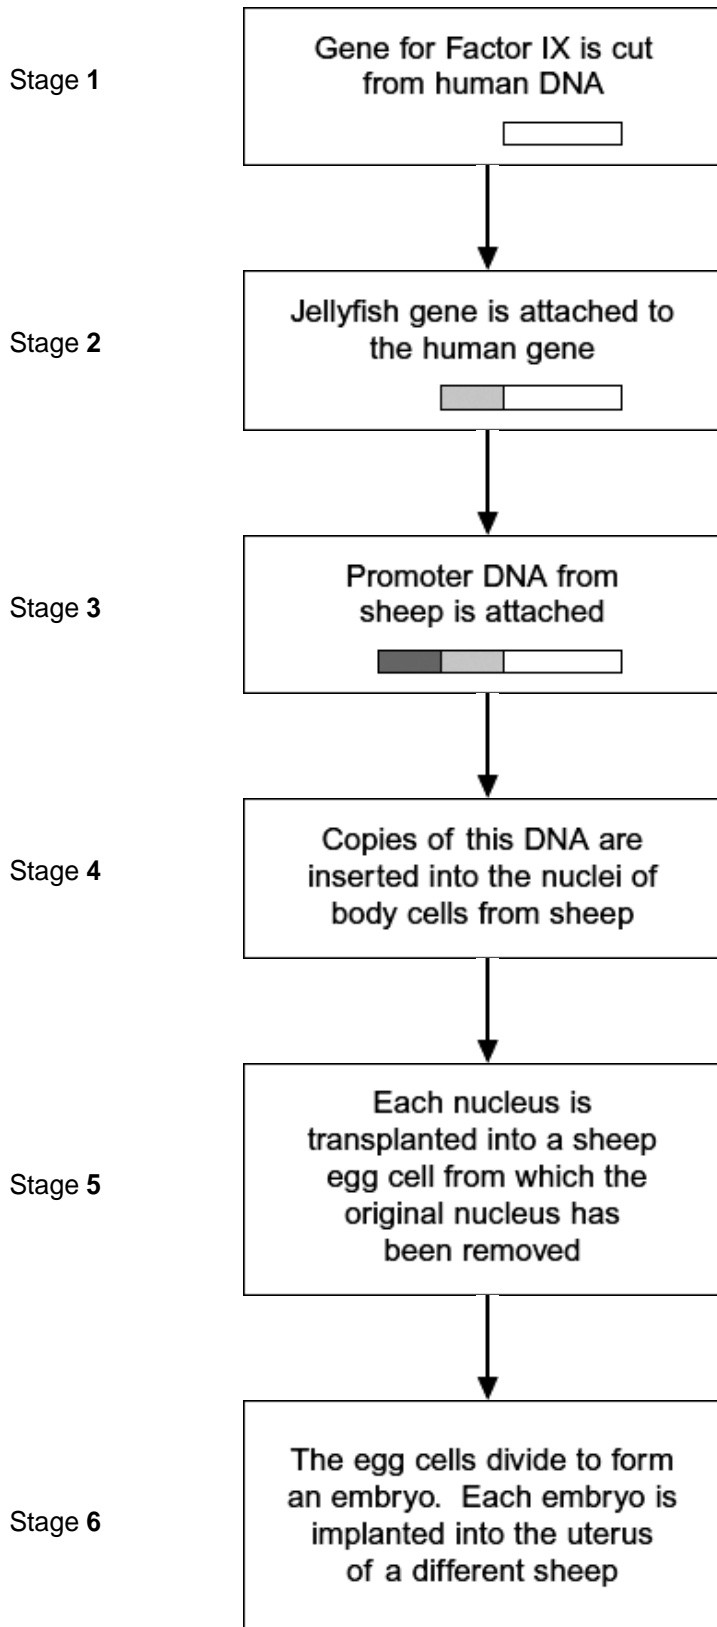 Stage 1
Gene for Factor IX is cut
from human DNA
Stage 2
Jellyfish gene is attached to
the human gene
Stage 3
Promoter DNA from
sheep is attached
Stage 4
Copies of this DNA are
inserted into the nuclei of
body cells from sheep
Stage 5
Each nucleus is
transplanted into a sheep
egg cell from which the
original nucleus has
been removed
Stage 6
The egg cells divide to form
an embryo. Each embryo is
implanted into the uterus
of a different sheep